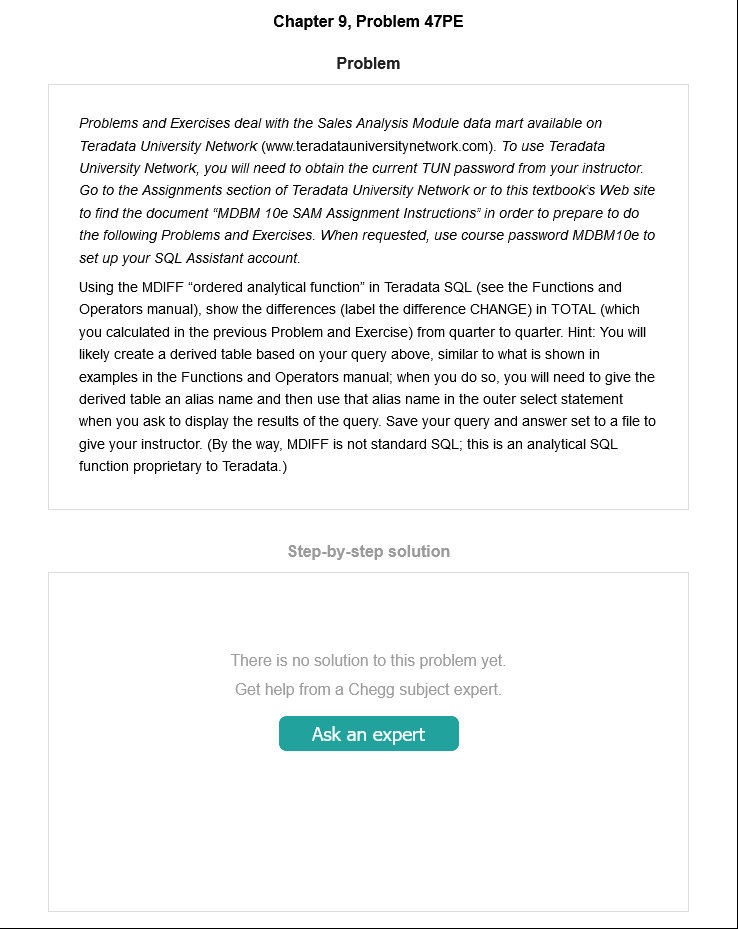 Chapter 9, Problem 47PE
Problem
Problems and Exercises deal with the Sales Analysis Module data mart available on
Teradata University Network (www.teradatauniversitynetwork.com). To use Teradata
University Network, you will need to obtain the current TUN password from your instructor.
Go to the Assignments section of Teradata University Network or to this textbook's Web site
to find the document “MDBM 10e SAM Assignment Instructions” in order to prepare to do
the following Problems and Exercises. When requested, use course password MDBM10e to
set up your SQL Assistant account.
Using the MDIFF “ordered analytical function” in Teradata SQL (see the Functions and
Operators manual), show the differences (label the difference CHANGE) in TOTAL (which
you calculated in the previous Problem and Exercise) from quarter to quarter. Hint: You will
likely create a derived table based on your query above, similar to what is shown in
examples in the Functions and Operators manual; when you do so, you will need to give the
derived table an alias name and then use that alias name in the outer select statement
when you ask to display the results of the query. Save your query and answer set to a file to
give your instructor. (By the way, MDIFF is not standard SQL; this is an analytical SQL
function proprietary to Teradata.)
Step-by-step solution
There is no solution to this problem yet.
Get help from a Chegg subject expert.
Ask an expert